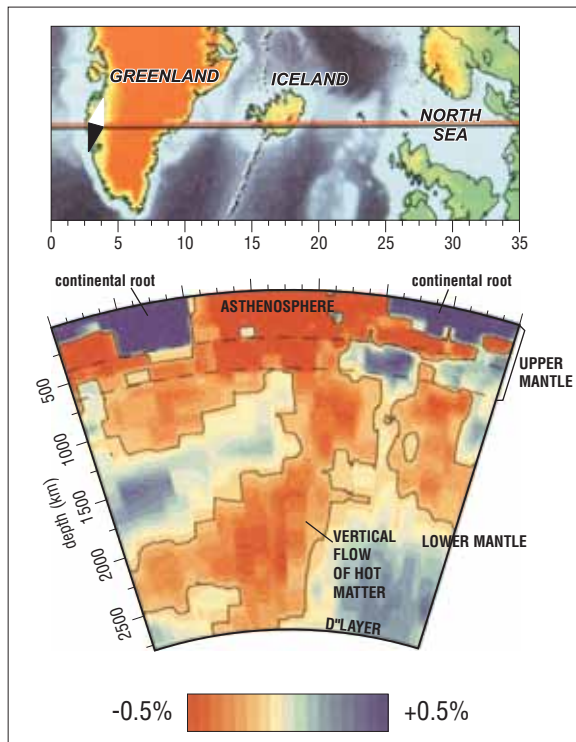 GREENLAND
ICELAND
NORTH
SEA
0 5 10 15 20 25 30 35
continental root
continental root
ASTHENOSPHERE
UPPER
MANTLE
500
1000
1500
2000
2500
depth (km)
LOWER MANTLE
VERTICAL
FLOW
OF HOT
MATTER
D"LAYER
-0.5% +0.5%